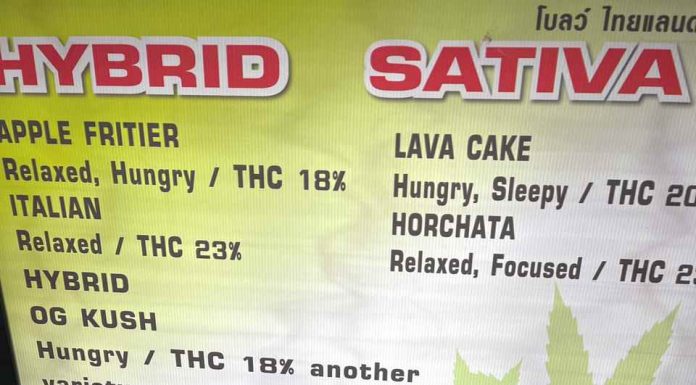 โบลว์ ไทยแลนด์
HYBRID
APPLE FRITIER
Relaxed, Hungry / THC 18%
ITALIAN
Relaxed / THC 23%
HYBRID
OG KUSH
Hungry / THC 18% another
SATIVA
LAVA CAKE
Hungry, Sleepy / THC 20
HORCHATA
Relaxed, Focused / THC